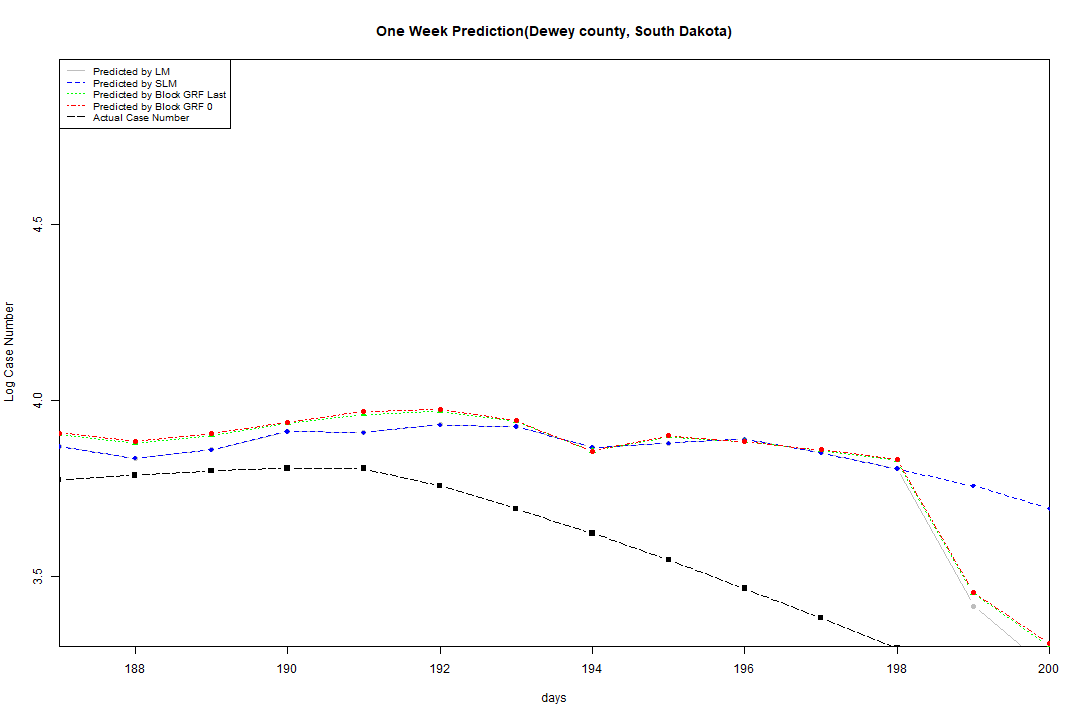 One Week Prediction(Dewey county, South Dakota)
Predicted by LM
Predicted by SLM
Predicted by Block GRF Last
Predicted by Block GRF 0
Actual Case Number
Log Case Number
4.5
4.0
3.5
188 190 192 194 196 198 200
days